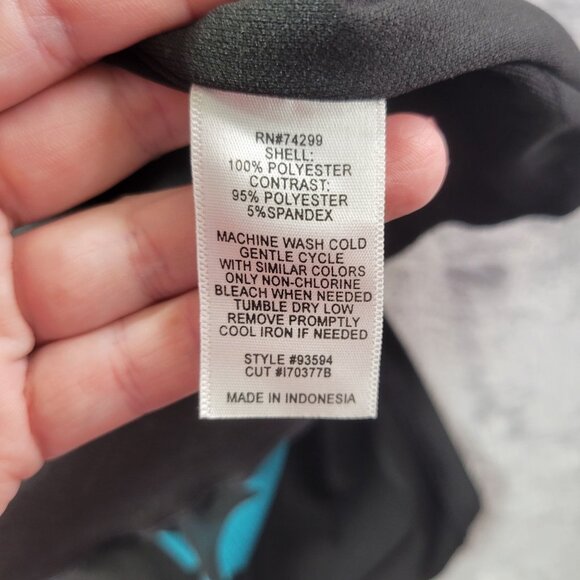 RN#74299
SHELL:
100% POLYESTER
CONTRAST:
95% POLYESTER
5%SPANDEX
MACHINE WASH COLD
GENTLE CYCLE
WITH SIMILAR COLORS
ONLY NON-CHLORINE
BLEACH WHEN NEEDED
TUMBLE DRY LOW
REMOVE PROMPTLY
COOL IRON IF NEEDED
STYLE #93594
CUT #I70377B
MADE IN INDONESIA